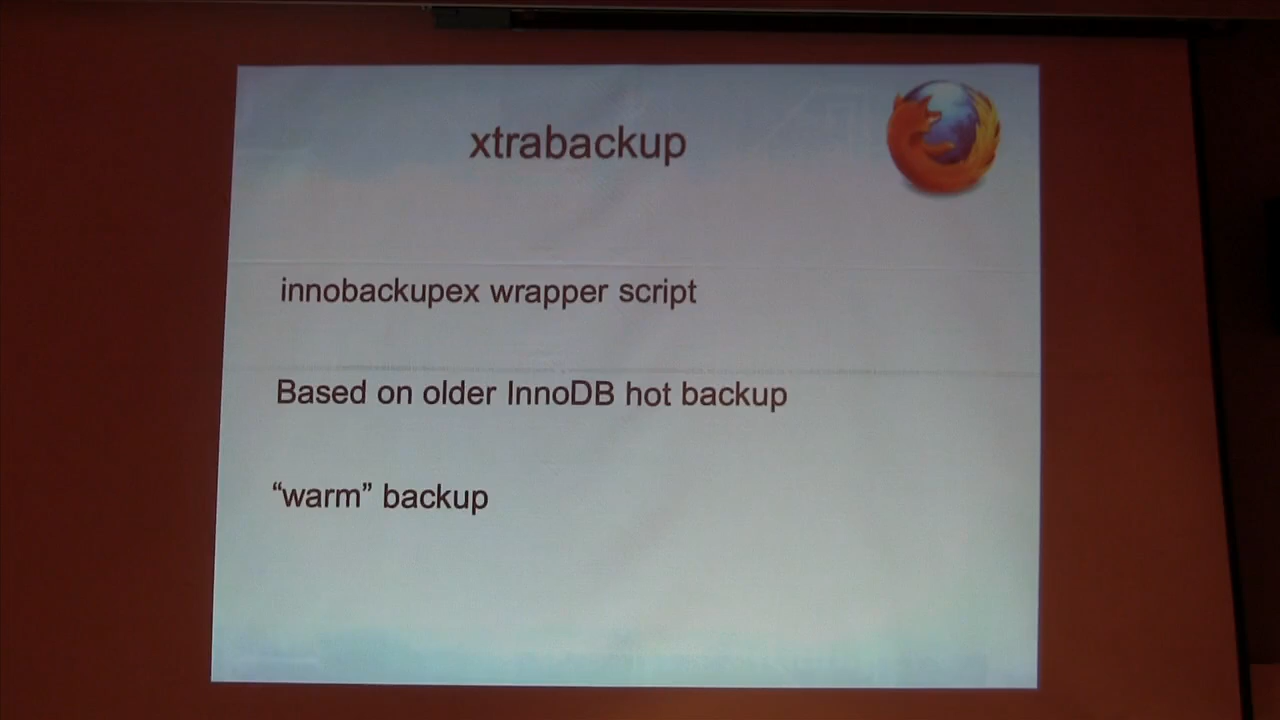 xtrabackup
innobackupex wrapper script
Based on older InnoDB hot backup
“warm” backup